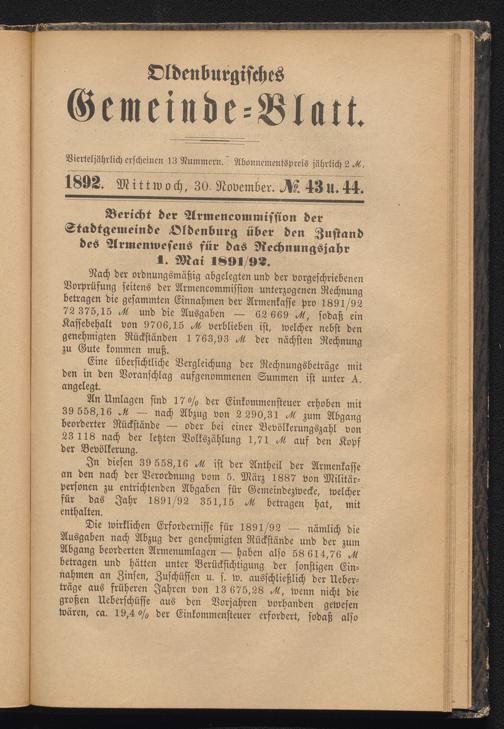 Oldenburgisches
Gemeinde-Blatt.
Vierteljährlich erscheinen 13 Nummern. Abonnementspreis jährlich 2 ℳ.
1892. Mittwoch, 30. November. №. 43 u. 44.
Bericht der Armencommission der
Stadtgemeinde Oldenburg über den Zustand
des Armenwesens für das Rechnungsjahr
1. Mai 1891/92.
Nach der ordnungsmäßig abgelegten und der vorgeschriebenen
Vorprüfung seitens der Armencommission unterzogenen Rechnung
betragen die gesammten Einnahmen der Armenkasse pro 1891/92
72 375,15 ℳ und die Ausgaben — 62 669 ℳ, sodaß ein
Kassebehalt von 9706,15 ℳ verblieben ist, welcher nebst den
genehmigten Rückständen 1 763,93 ℳ der nächsten Rechnung
zu Gute kommen muß.
Eine übersichtliche Vergleichung der Rechnungsbeträge mit
den in den Voranschlag aufgenommenen Summen ist unter A.
angelegt.
An Umlagen sind 17 % der Einkommensteuer erhoben mit
39 558,16 ℳ — nach Abzug von 2 290,31 ℳ zum Abgang
beorderter Rückstände — oder bei einer Bevölkerungszahl von
23 118 nach der letzten Volkszählung 1,71 ℳ auf den Kopf
der Bevölkerung.
In diesen 39 558,16 ℳ ist der Antheil der Armenkasse
an den nach der Verordnung vom 5. März 1887 von Militär-
personen zu entrichtenden Abgaben für Gemeindezwecke, welcher
für das Jahr 1891/92 351,15 ℳ betragen hat, mit
enthalten.
Die wirklichen Erfordernisse für 1891/92 — nämlich die
Ausgaben nach Abzug der genehmigten Rückstände und der zum
Abgang beorderten Armenumlagen — haben also 58 614,76 ℳ
betragen und hätten unter Berücksichtigung der sonstigen Ein-
nahmen an Zinsen, Zuschüssen u. s. w. ausschließlich der Ueber-
träge aus früheren Jahren von 13 675,28 ℳ, wenn nicht die
großen Ueberschüsse aus den Vorjahren vorhanden gewesen
wären, ca. 19,4 % der Einkommensteuer erfordert, sodaß also